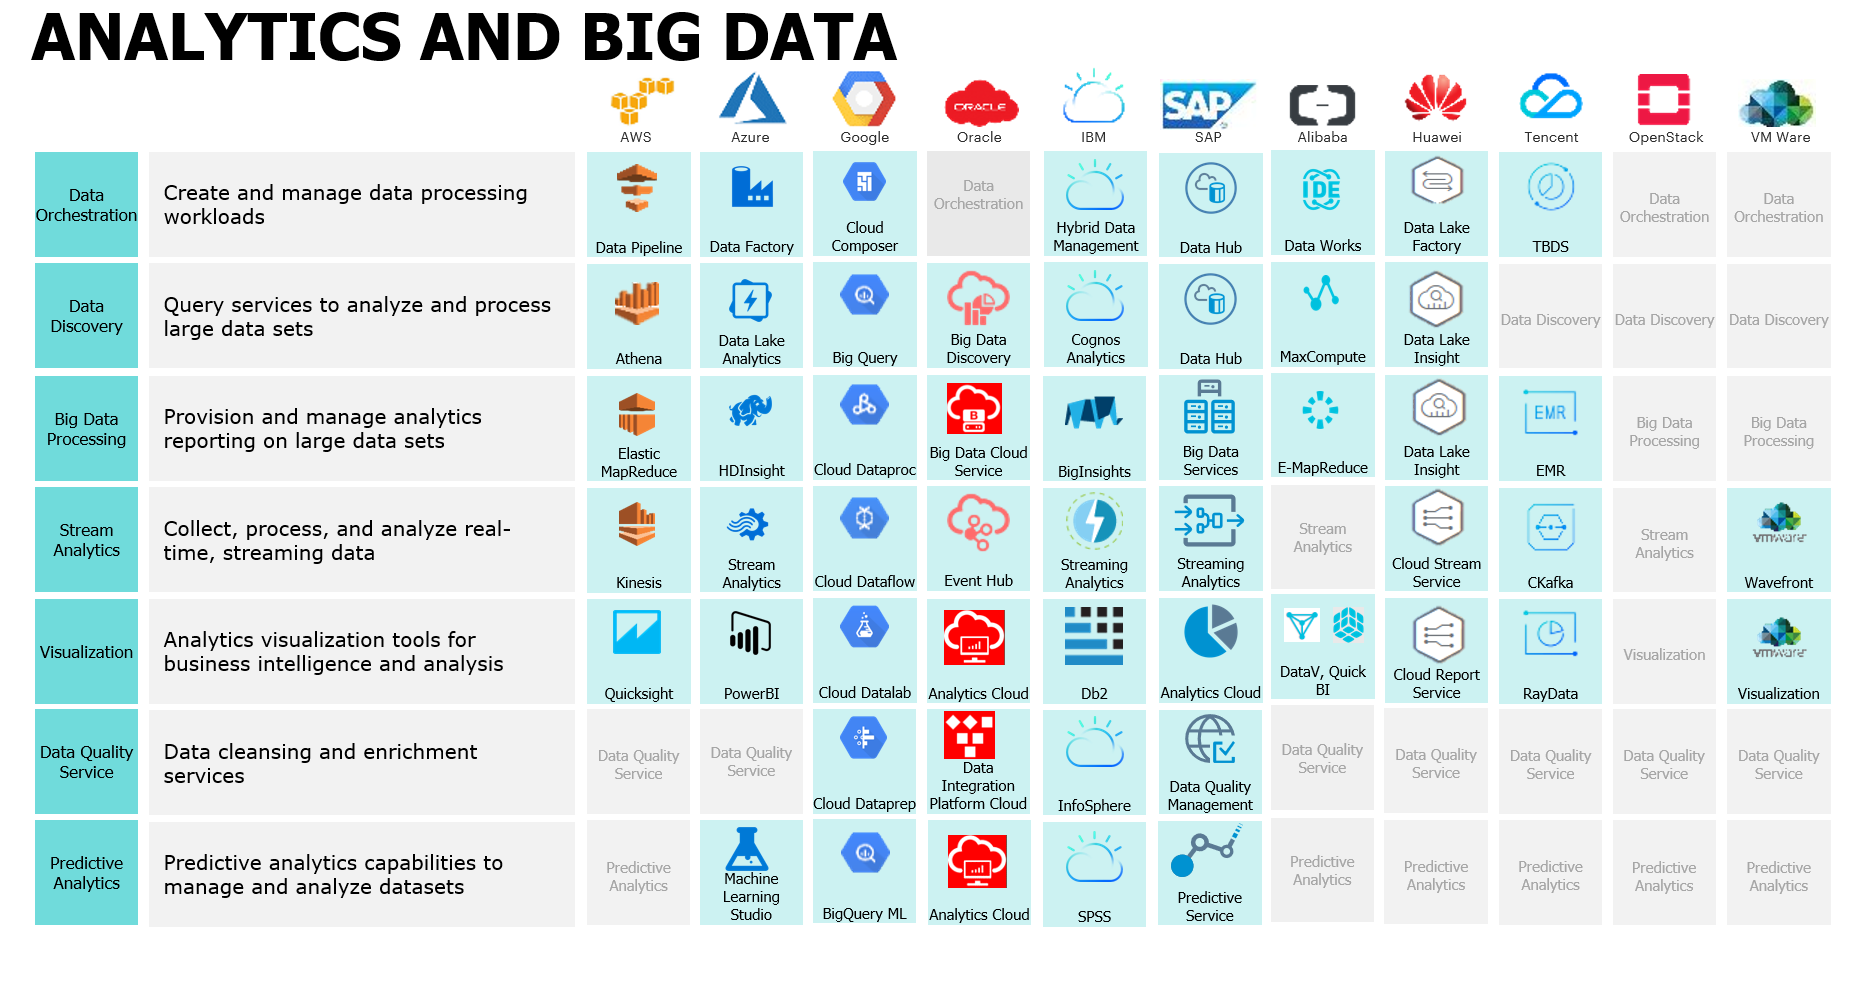 ANALYTICS AND BIG DATA
ORACLE
SAP
AWS
Azure
Google
Oracle
IBM
SAP
Alibaba
Huawei
Tencent
OpenStack
VM Ware
Data
Orchestration
Create and manage data processing
workloads
Data Pipeline
Data Factory
Cloud
Composer
Data
Orchestration
Hybrid Data
Management
Data Hub
IDE
Data Works
Data Lake
Factory
TBDS
Data
Orchestration
Data
Orchestration
Data
Discovery
Query services to analyze and process
large data sets
Athena
Data Lake
Analytics
Big Query
Big Data
Discovery
Cognos
Analytics
Data Hub
MaxCompute
Data Lake
Insight
Data Discovery
Data Discovery
Data Discovery
Big Data
Processing
Provision and manage analytics
reporting on large data sets
Elastic
MapReduce
HDInsight
Cloud Dataproc
B
Big Data Cloud
Service
BigInsights
Big Data
Services
E-MapReduce
Data Lake
Insight
EMR
EMR
Big Data
Processing
Big Data
Processing
Stream
Analytics
Collect, process, and analyze real-
time, streaming data
Kinesis
Stream
Analytics
Cloud Dataflow
Event Hub
Streaming
Analytics
Streaming
Analytics
Stream
Analytics
Cloud Stream
Service
CKafka
Stream
Analytics
vmware
Wavefront
Visualization
Analytics visualization tools for
business intelligence and analysis
Quicksight
PowerBI
Cloud Datalab
Analytics Cloud
Db2
Analytics Cloud
DataV, Quick
BI
Cloud Report
Service
RayData
Visualization
vmware
Visualization
Data Quality
Service
Data cleansing and enrichment
services
Data Quality
Service
Data Quality
Service
Cloud Dataprep
Data
Integration
Platform Cloud
InfoSphere
Data Quality
Management
Data Quality
Service
Data Quality
Service
Data Quality
Service
Data Quality
Service
Data Quality
Service
Predictive
Analytics
Predictive analytics capabilities to
manage and analyze datasets
Predictive
Analytics
Machine
Learning
Studio
BigQuery ML
Analytics Cloud
SPSS
Predictive
Service
Predictive
Analytics
Predictive
Analytics
Predictive
Analytics
Predictive
Analytics
Predictive
Analytics